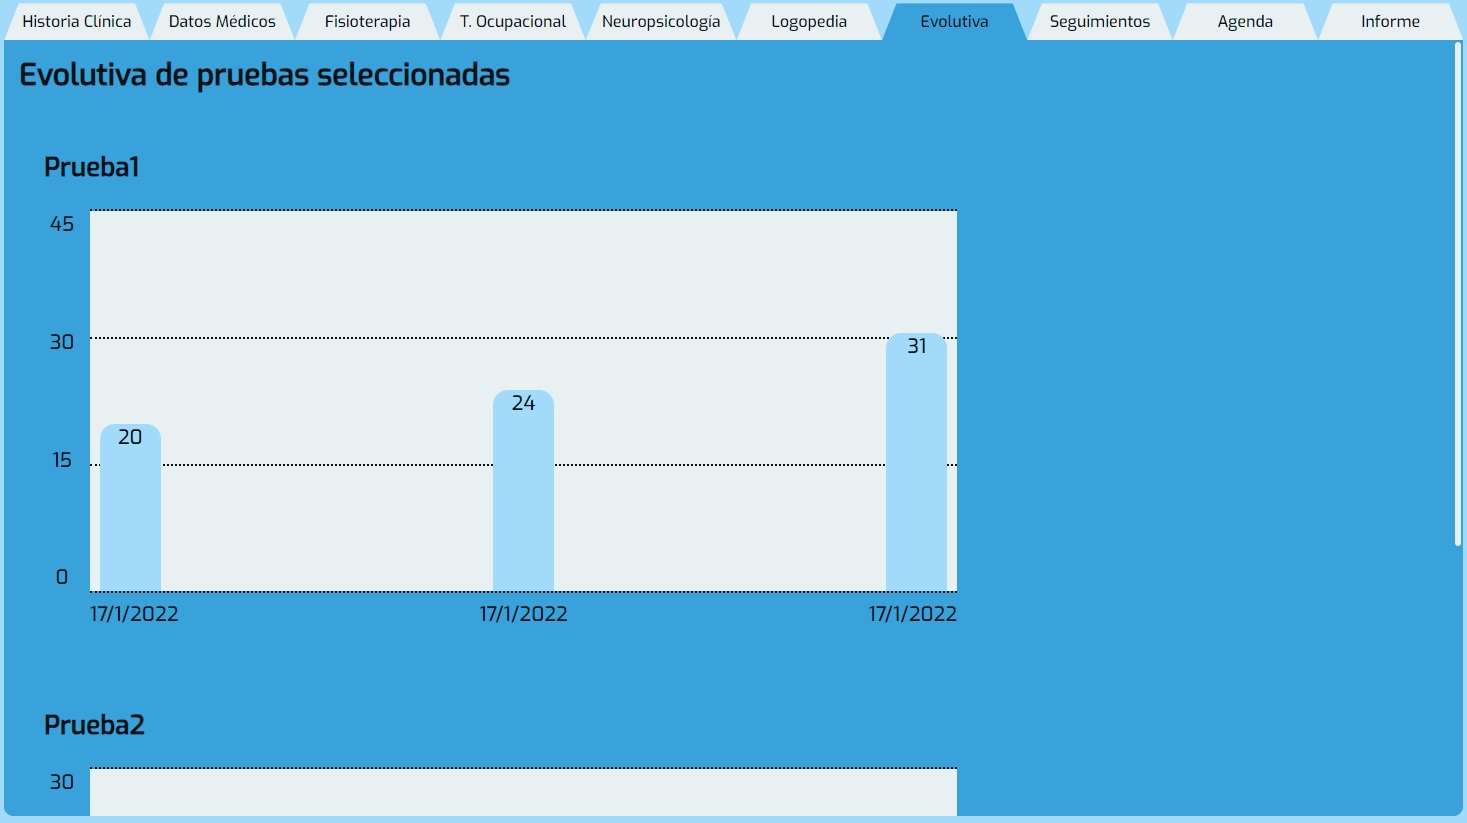 Historia Clínica Datos Médicos Fisioterapia T. Ocupacional Neuropsicología Logopedia Evolutiva Seguimientos Agenda Informe
Evolutiva de pruebas seleccionadas
Prueba1
45
30
31
24
20
15
0
17/1/2022 17/1/2022 17/1/2022
Prueba2
30